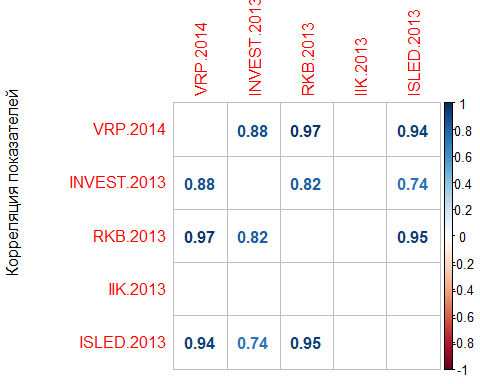 VRP.2014
INVEST.2013
RKB.2013
IIK.2013
ISLED.2013
Корреляция показателей
VRP.2014 0.88 0.97 0.94
INVEST.2013 0.88 0.82 0.74
RKB.2013 0.97 0.82 0.95
IIK.2013
ISLED.2013 0.94 0.74 0.95
1
0.8
0.6
0.4
0.2
0
-0.2
-0.4
-0.6
-0.8
-1